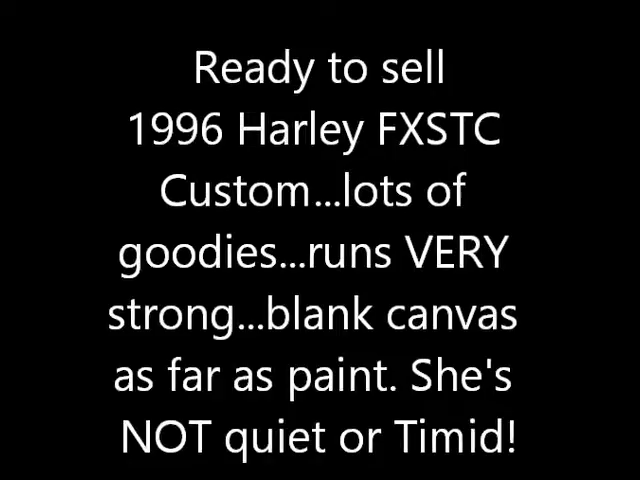 Ready to sell
1996 Harley FXSTC
Custom...lots of
goodies...runs VERY
strong...blank canvas
as far as paint. She's
NOT quiet or Timid!